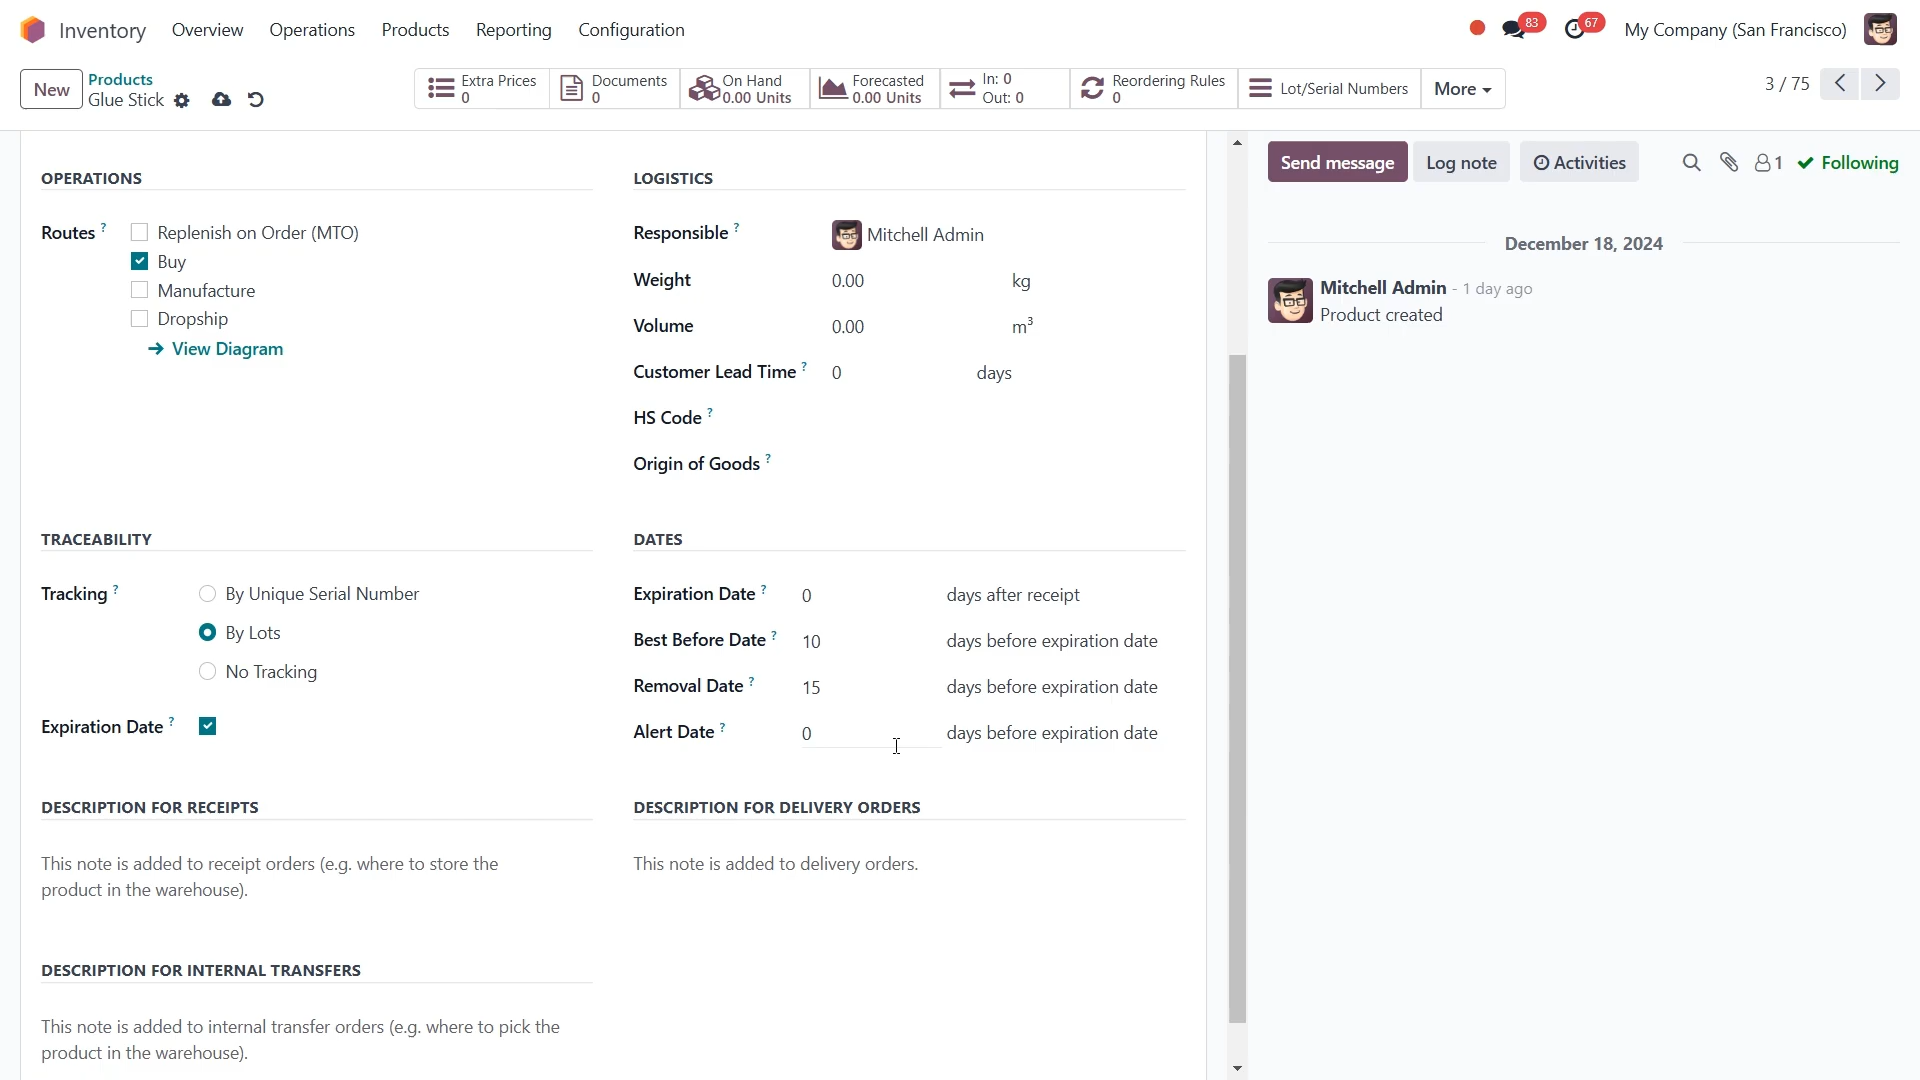 Inventory Overview Operations Products Reporting Configuration 83 67 My Company (San Francisco)
New Products
Glue Stick
Extra Prices 0
Documents 0
On Hand 0.00 Units
Forecasted 0.00 Units
In: 0
Out: 0
Reordering Rules 0
Lot/Serial Numbers
More
3 / 75
OPERATIONS
Routes ? Replenish on Order (MTO)
Buy
Manufacture
Dropship
→ View Diagram
LOGISTICS
Responsible ? Mitchell Admin
Weight 0.00 kg
Volume 0.00 m³
Customer Lead Time ? 0 days
HS Code ?
Origin of Goods ?
TRACEABILITY
Tracking ? By Unique Serial Number
By Lots
No Tracking
Expiration Date ?
DATES
Expiration Date ? 0 days after receipt
Best Before Date ? 10 days before expiration date
Removal Date ? 15 days before expiration date
Alert Date ? 0 days before expiration date
DESCRIPTION FOR RECEIPTS
This note is added to receipt orders (e.g. where to store the
product in the warehouse).
DESCRIPTION FOR DELIVERY ORDERS
This note is added to delivery orders.
DESCRIPTION FOR INTERNAL TRANSFERS
This note is added to internal transfer orders (e.g. where to pick the
product in the warehouse).
Send message Log note Activities 1 Following
December 18, 2024
Mitchell Admin - 1 day ago
Product created